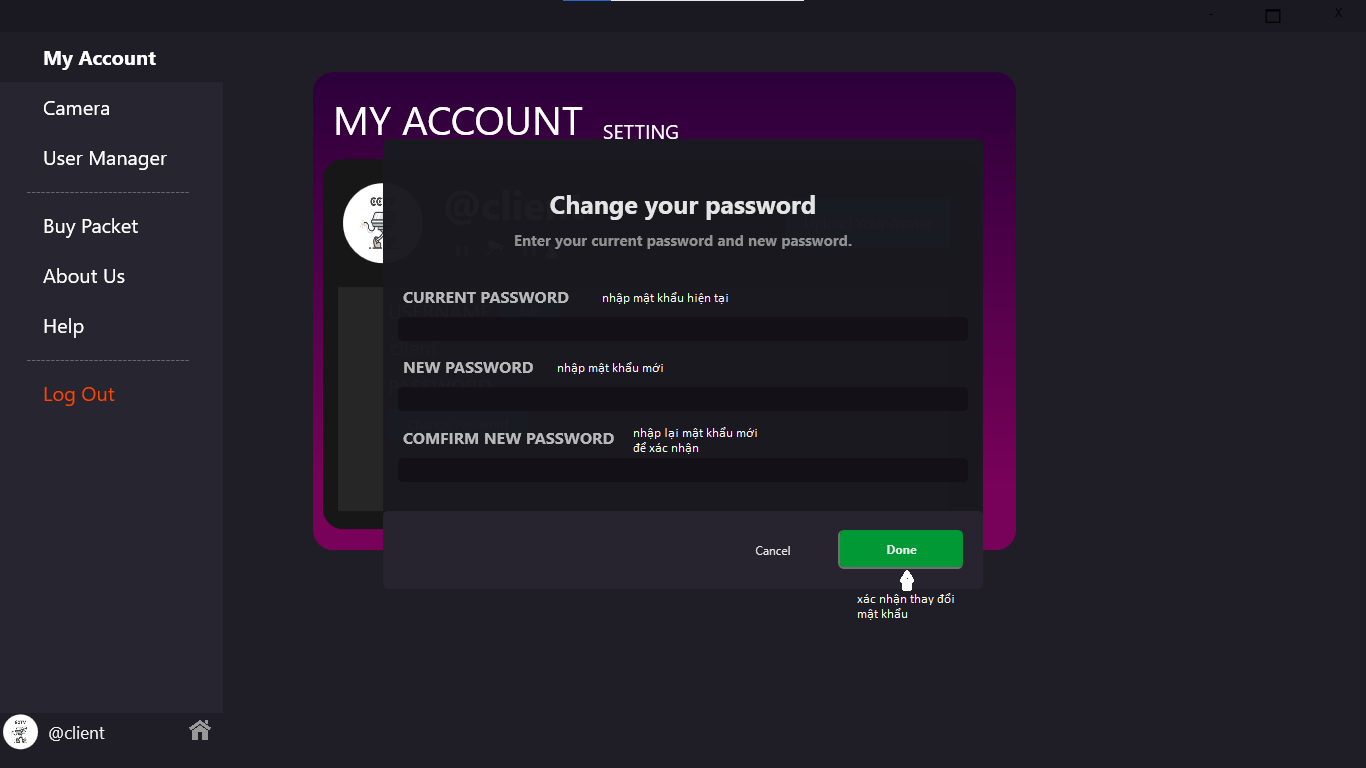 - X
My Account
Camera
User Manager
Buy Packet
About Us
Help
Log Out
@client
MY ACCOUNT SETTING
@clie
Change your password
Enter your current password and new password.
CURRENT PASSWORD nhập mật khẩu hiện tại
USERNAME
NEW PASSWORD nhập mật khẩu mới
PASSWORD
COMFIRM NEW PASSWORD nhập lại mật khẩu mới
để xác nhận
Cancel Done
xác nhận thay đổi
mật khẩu